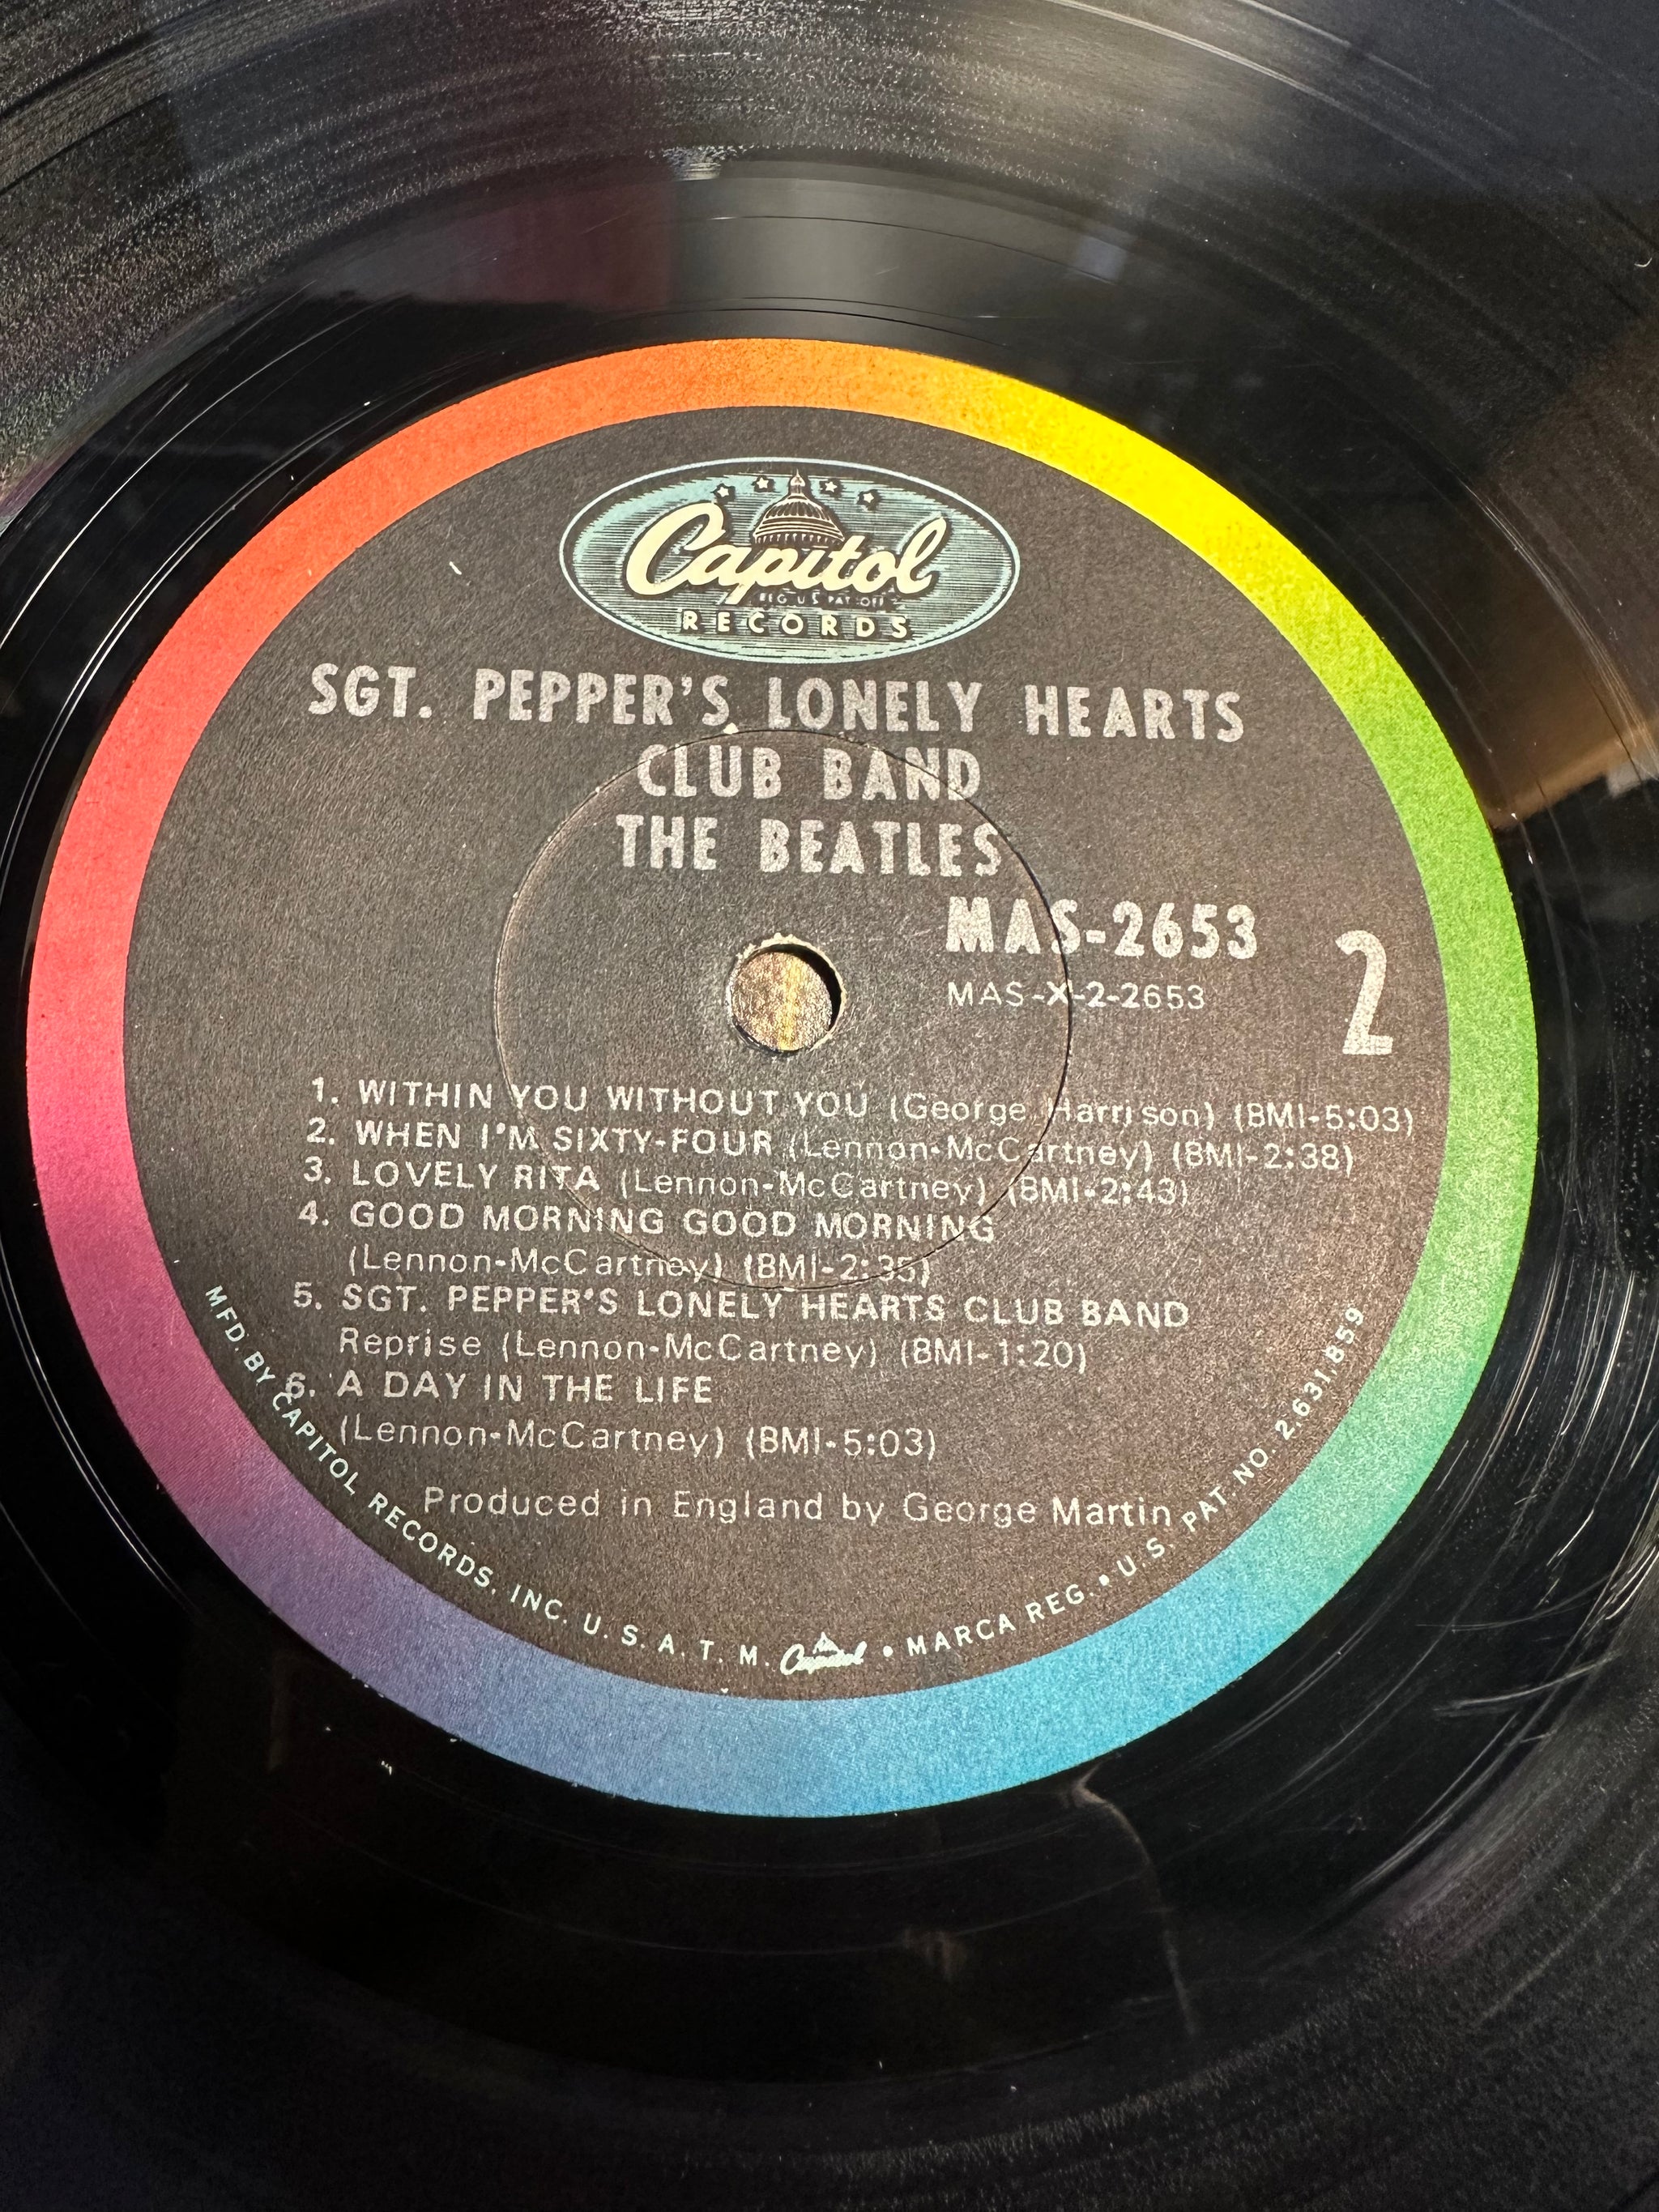 Capitol
REG. U.S. PAT. OFF.
RECORDS
SGT. PEPPER'S LONELY HEARTS
CLUB BAND
THE BEATLES
MAS-2653
MAS-X-2-2653
2
1. WITHIN YOU WITHOUT YOU (George Harrison) (BMI-5:03)
2. WHEN I'M SIXTY-FOUR (Lennon-McCartney) (BMI-2:38)
3. LOVELY RITA (Lennon-McCartney) (BMI-2:43)
4. GOOD MORNING GOOD MORNING
(Lennon-McCartney) (BMI-2:35)
5. SGT. PEPPER'S LONELY HEARTS CLUB BAND
Reprise (Lennon-McCartney) (BMI-1:20)
6. A DAY IN THE LIFE
(Lennon-McCartney) (BMI-5:03)
Produced in England by George Martin
MFD. BY CAPITOL RECORDS, INC. U.S.A. T.M. Capitol • MARCA REG. • U.S. PAT. NO. 2,631,859